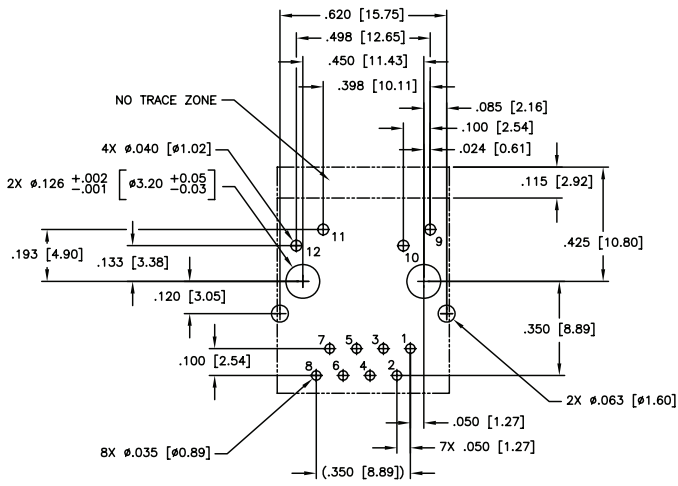 .620 [15.75]
.498 [12.65]
.450 [11.43]
.398 [10.11]
NO TRACE ZONE
.085 [2.16]
.100 [2.54]
4X ø.040 [ø1.02]
.024 [0.61]
2X ø.126 +.002 -.001 [ø3.20 +0.05 -0.03]
.115 [2.92]
11
9
12
10
.193 [4.90]
.133 [3.38]
.425 [10.80]
.120 [3.05]
.350 [8.89]
7 5 3 1
.100 [2.54]
8 6 4 2
2X ø.063 [ø1.60]
.050 [1.27]
8X ø.035 [ø0.89]
7X .050 [1.27]
(.350 [8.89])